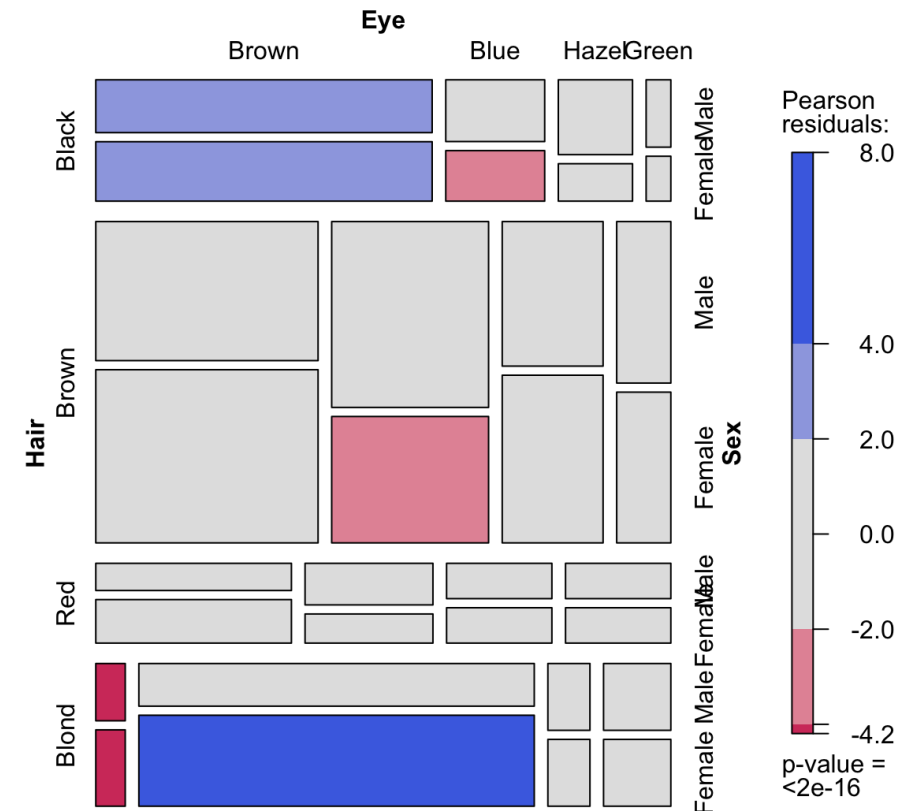 Eye
Brown Blue Hazel Green
Hair
Black
Brown
Red
Blond
Male
Female
Male
Female
Male
Female
Male
Female
Sex
Pearson
residuals:
8.0
4.0
2.0
0.0
-2.0
-4.2
p-value =
<2e-16